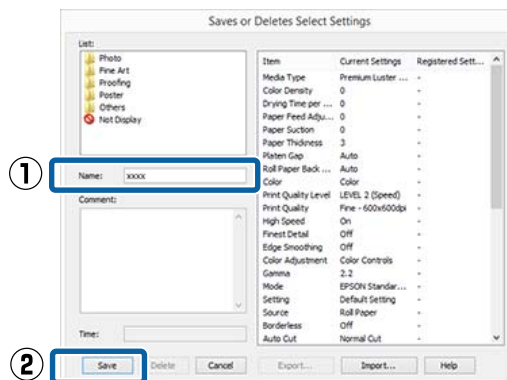 Saves or Deletes Select Settings
List:
Photo
Fine Art
Proofing
Poster
Others
Not Display
① Name: xxxx
Comment:
Time:
② Save Delete Cancel Export... Import... Help
Item Current Settings Registered Sett...
Media Type Premium Luster ... -
Color Density 0 -
Drying Time per ... 0 -
Paper Feed Adju... 0 -
Paper Suction 0 -
Paper Thickness 3 -
Platen Gap Auto -
Roll Paper Back ... Auto -
Color Color -
Print Quality Level LEVEL 2 (Speed) -
Print Quality Fine - 600x600dpi -
High Speed On -
Finest Detail Off -
Edge Smoothing Off -
Color Adjustment Color Controls -
Gamma 2.2 -
Mode EPSON Standar... -
Setting Default Setting -
Source Roll Paper -
Borderless Off -
Auto Cut Normal Cut -